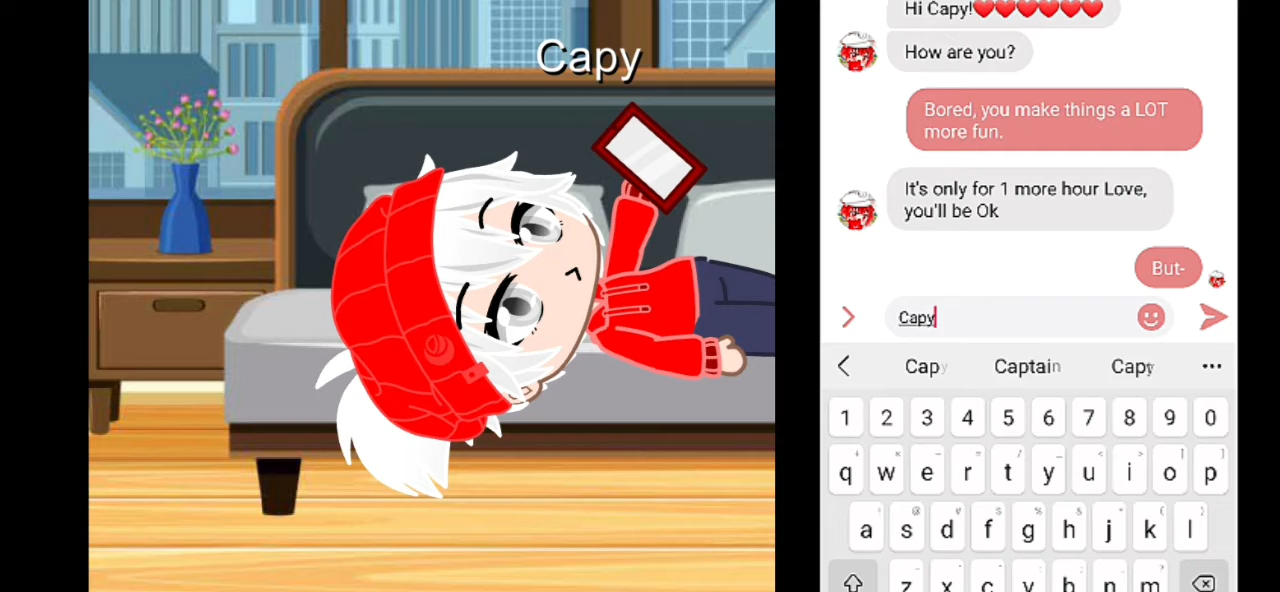 Capy
Hi Capy!❤️❤️❤️❤️❤️❤️
How are you?
Bored, you make things a LOT
more fun.
It's only for 1 more hour Love,
you'll be Ok
But-
Capy
Capy Captain Capy ...
1 2 3 4 5 6 7 8 9 0
q w e r t y u i o p
a s d f g h j k l
z x c v b n m